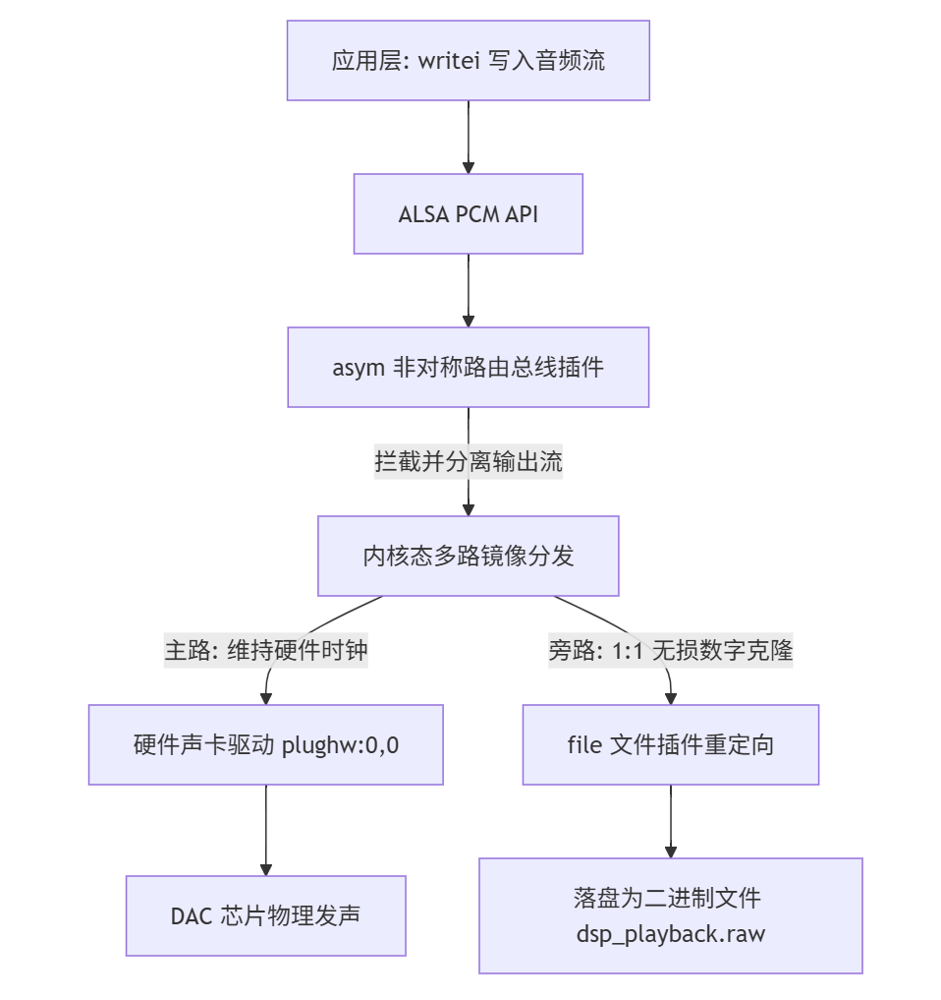 应用层: writei 写入音频流
ALSA PCM API
asym 非对称路由总线插件
拦截并分离输出流
内核态多路镜像分发
主路: 维持硬件时钟
旁路: 1:1 无损数字克隆
硬件声卡驱动 plughw:0,0
file 文件插件重定向
DAC 芯片物理发声
落盘为二进制文件
dsp_playback.raw